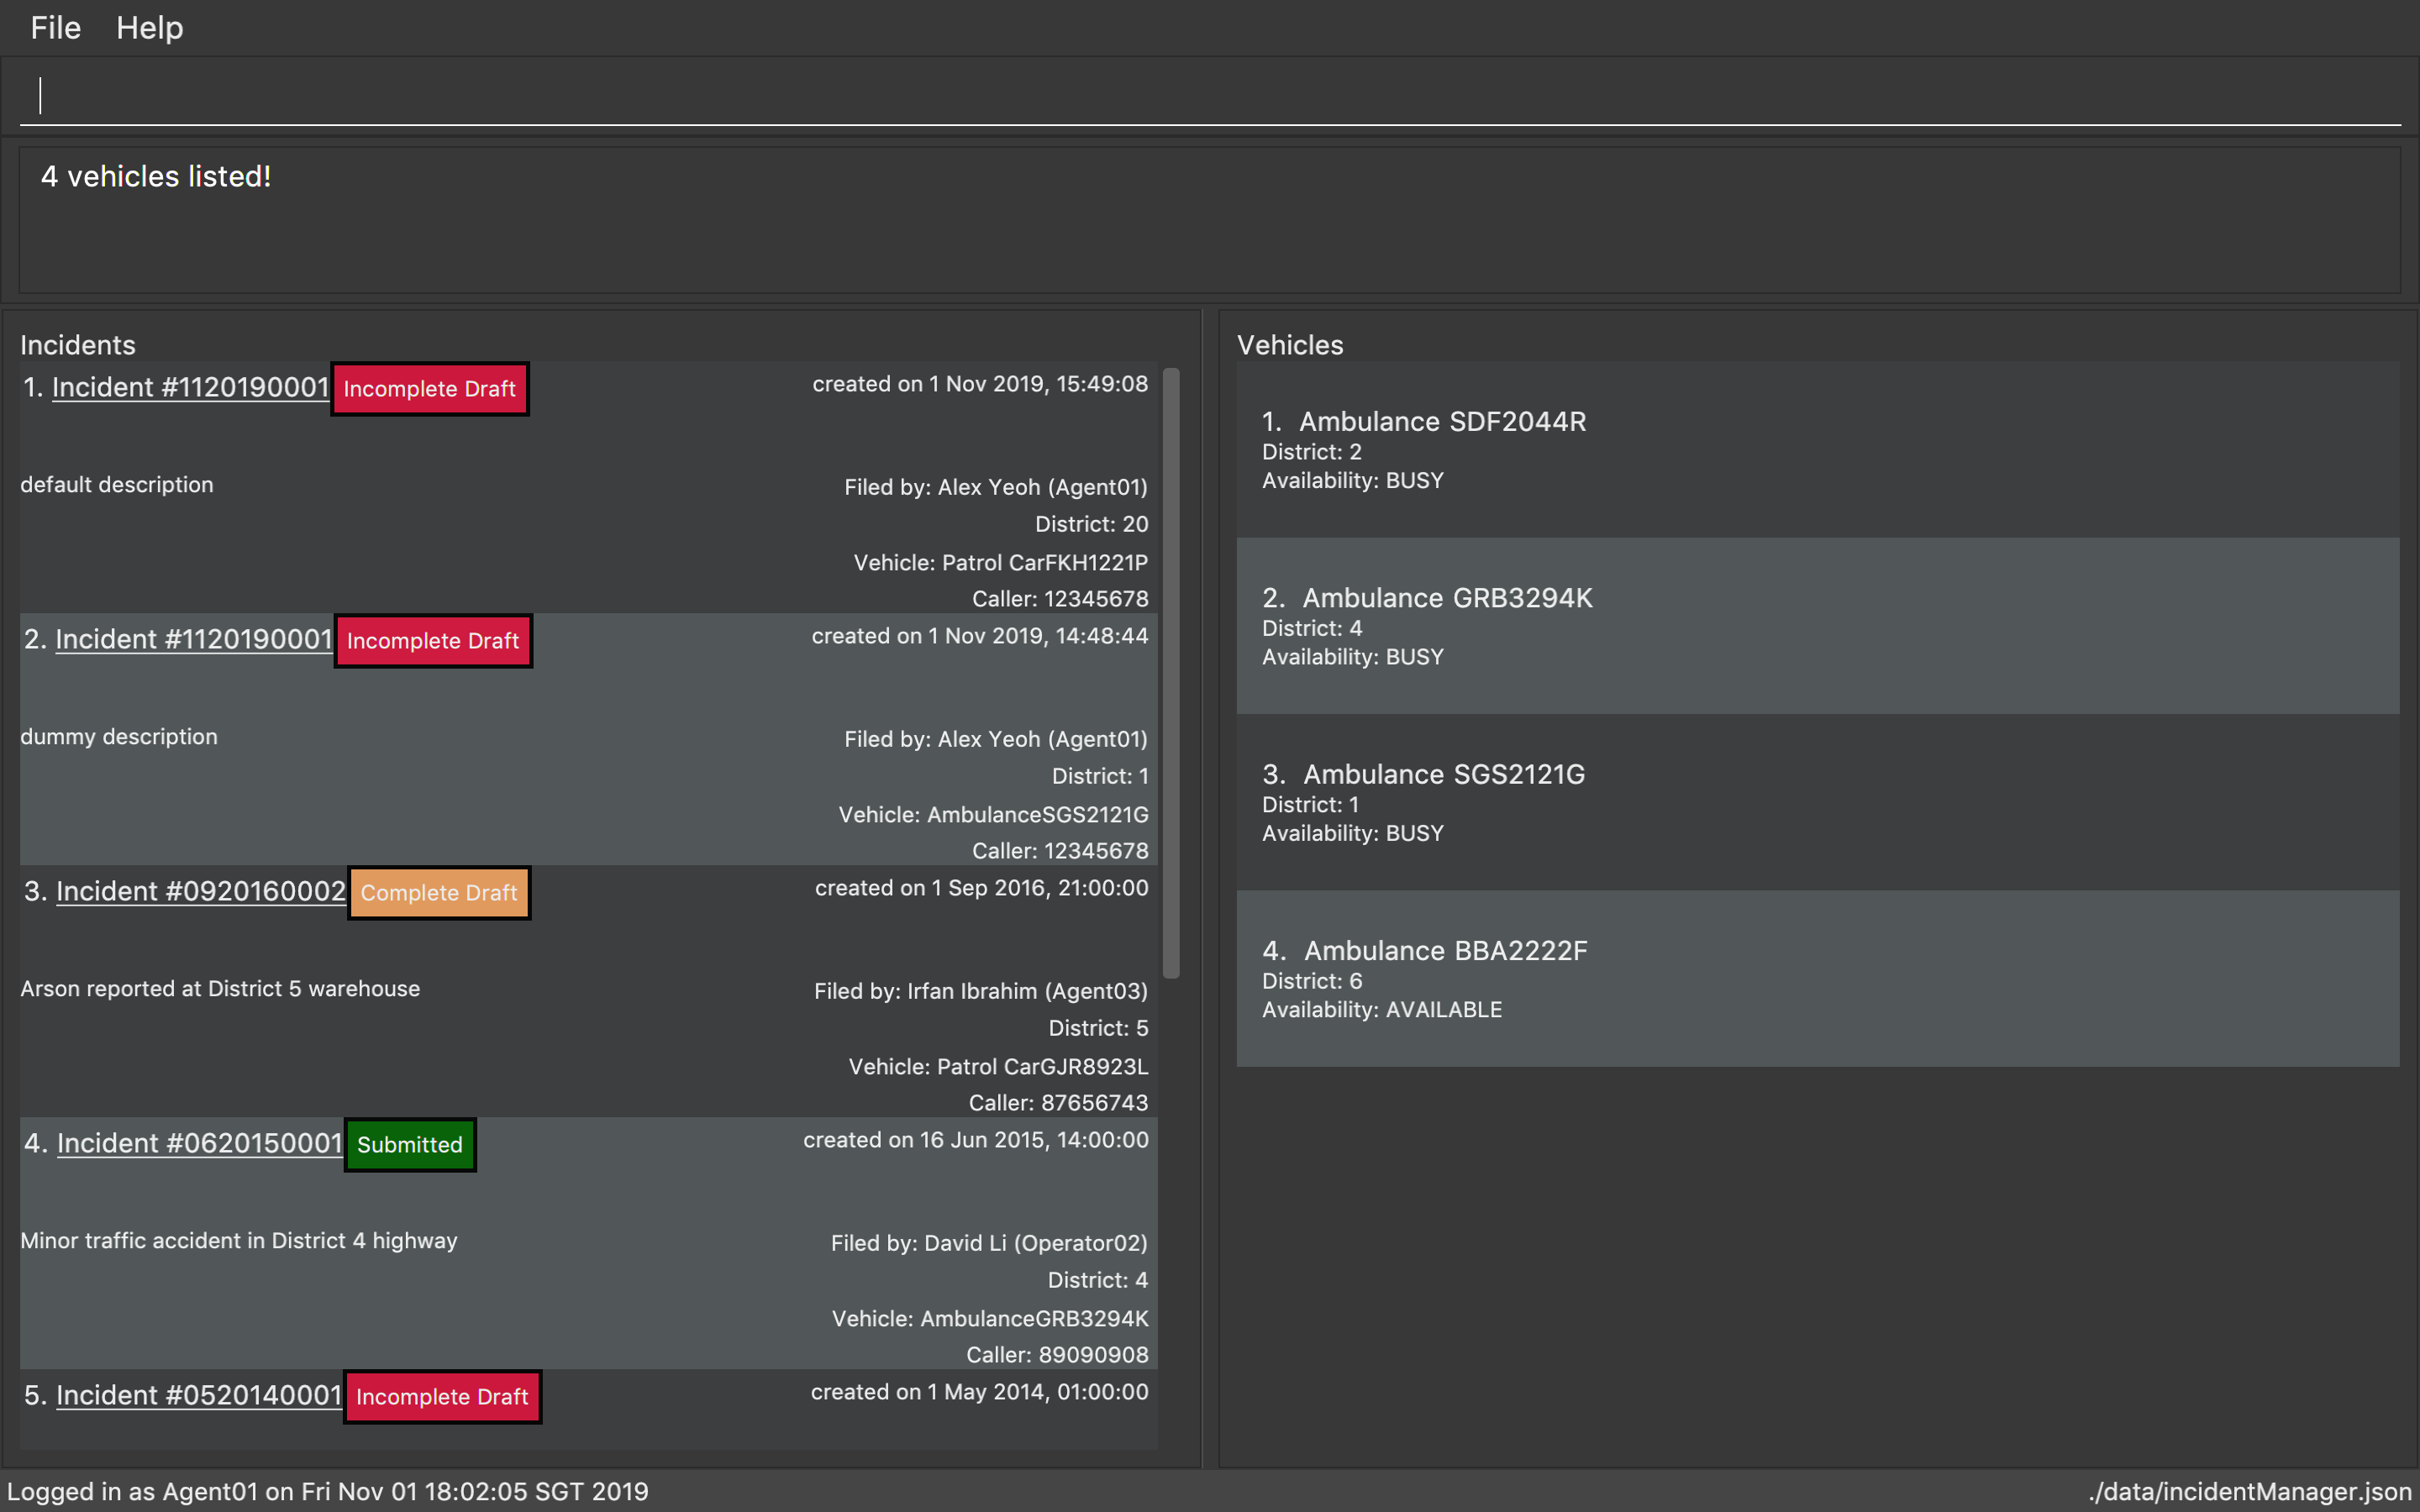 File Help
4 vehicles listed!
Incidents
1. Incident #1120190001 Incomplete Draft created on 1 Nov 2019, 15:49:08
default description Filed by: Alex Yeoh (Agent01)
District: 20
Vehicle: Patrol CarFKH1221P
Caller: 12345678
2. Incident #1120190001 Incomplete Draft created on 1 Nov 2019, 14:48:44
dummy description Filed by: Alex Yeoh (Agent01)
District: 1
Vehicle: AmbulanceSGS2121G
Caller: 12345678
3. Incident #0920160002 Complete Draft created on 1 Sep 2016, 21:00:00
Arson reported at District 5 warehouse Filed by: Irfan Ibrahim (Agent03)
District: 5
Vehicle: Patrol CarGJR8923L
Caller: 87656743
4. Incident #0620150001 Submitted created on 16 Jun 2015, 14:00:00
Minor traffic accident in District 4 highway Filed by: David Li (Operator02)
District: 4
Vehicle: AmbulanceGRB3294K
Caller: 89090908
5. Incident #0520140001 Incomplete Draft created on 1 May 2014, 01:00:00
Vehicles
1. Ambulance SDF2044R
District: 2
Availability: BUSY
2. Ambulance GRB3294K
District: 4
Availability: BUSY
3. Ambulance SGS2121G
District: 1
Availability: BUSY
4. Ambulance BBA2222F
District: 6
Availability: AVAILABLE
Logged in as Agent01 on Fri Nov 01 18:02:05 SGT 2019 ./data/incidentManager.json